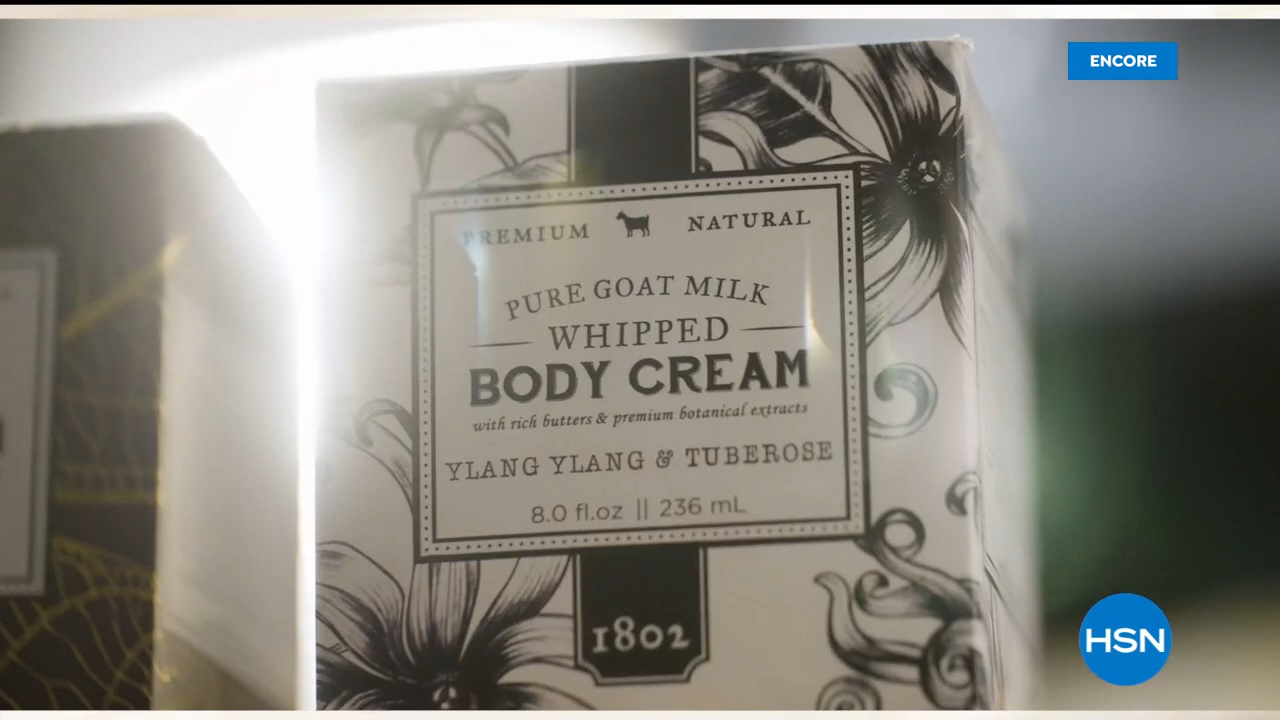 ENCORE
PREMIUM NATURAL
PURE GOAT MILK
WHIPPED
BODY CREAM
with rich butters & premium botanical extracts
YLANG YLANG & TUBEROSE
8.0 fl.oz || 236 mL
1802
HSN